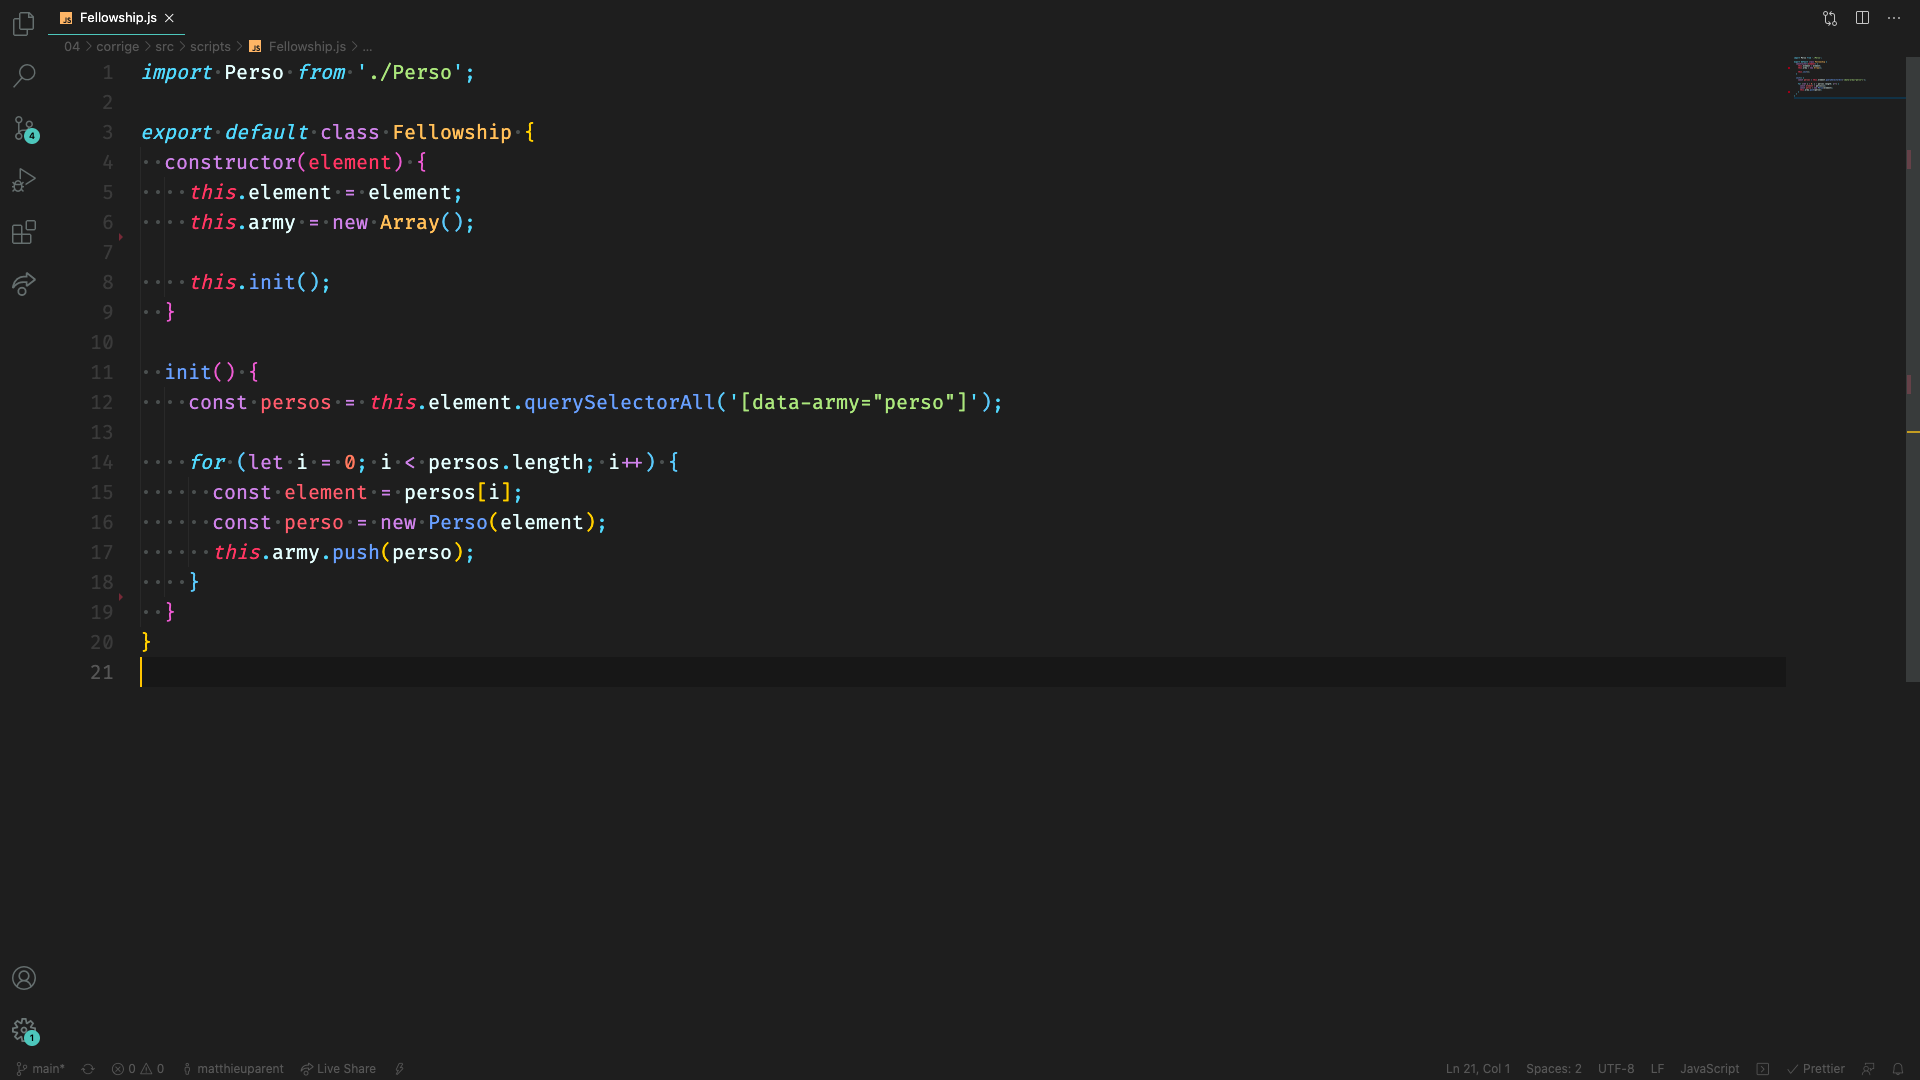 Fellowship.js
04 > corrige > src > scripts > JS Fellowship.js > ...
1 import Perso from './Perso';
2
3 export default class Fellowship {
4 constructor(element) {
5 this.element = element;
6 this.army = new Array();
7
8 this.init();
9 }
10
11 init() {
12 const persos = this.element.querySelectorAll('[data-army="perso"]');
13
14 for (let i = 0; i < persos.length; i++) {
15 const element = persos[i];
16 const perso = new Perso(element);
17 this.army.push(perso);
18 }
19 }
20 }
21
4
1
main* 0 0 matthieuparent Live Share Ln 21, Col 1 Spaces: 2 UTF-8 LF JavaScript Prettier